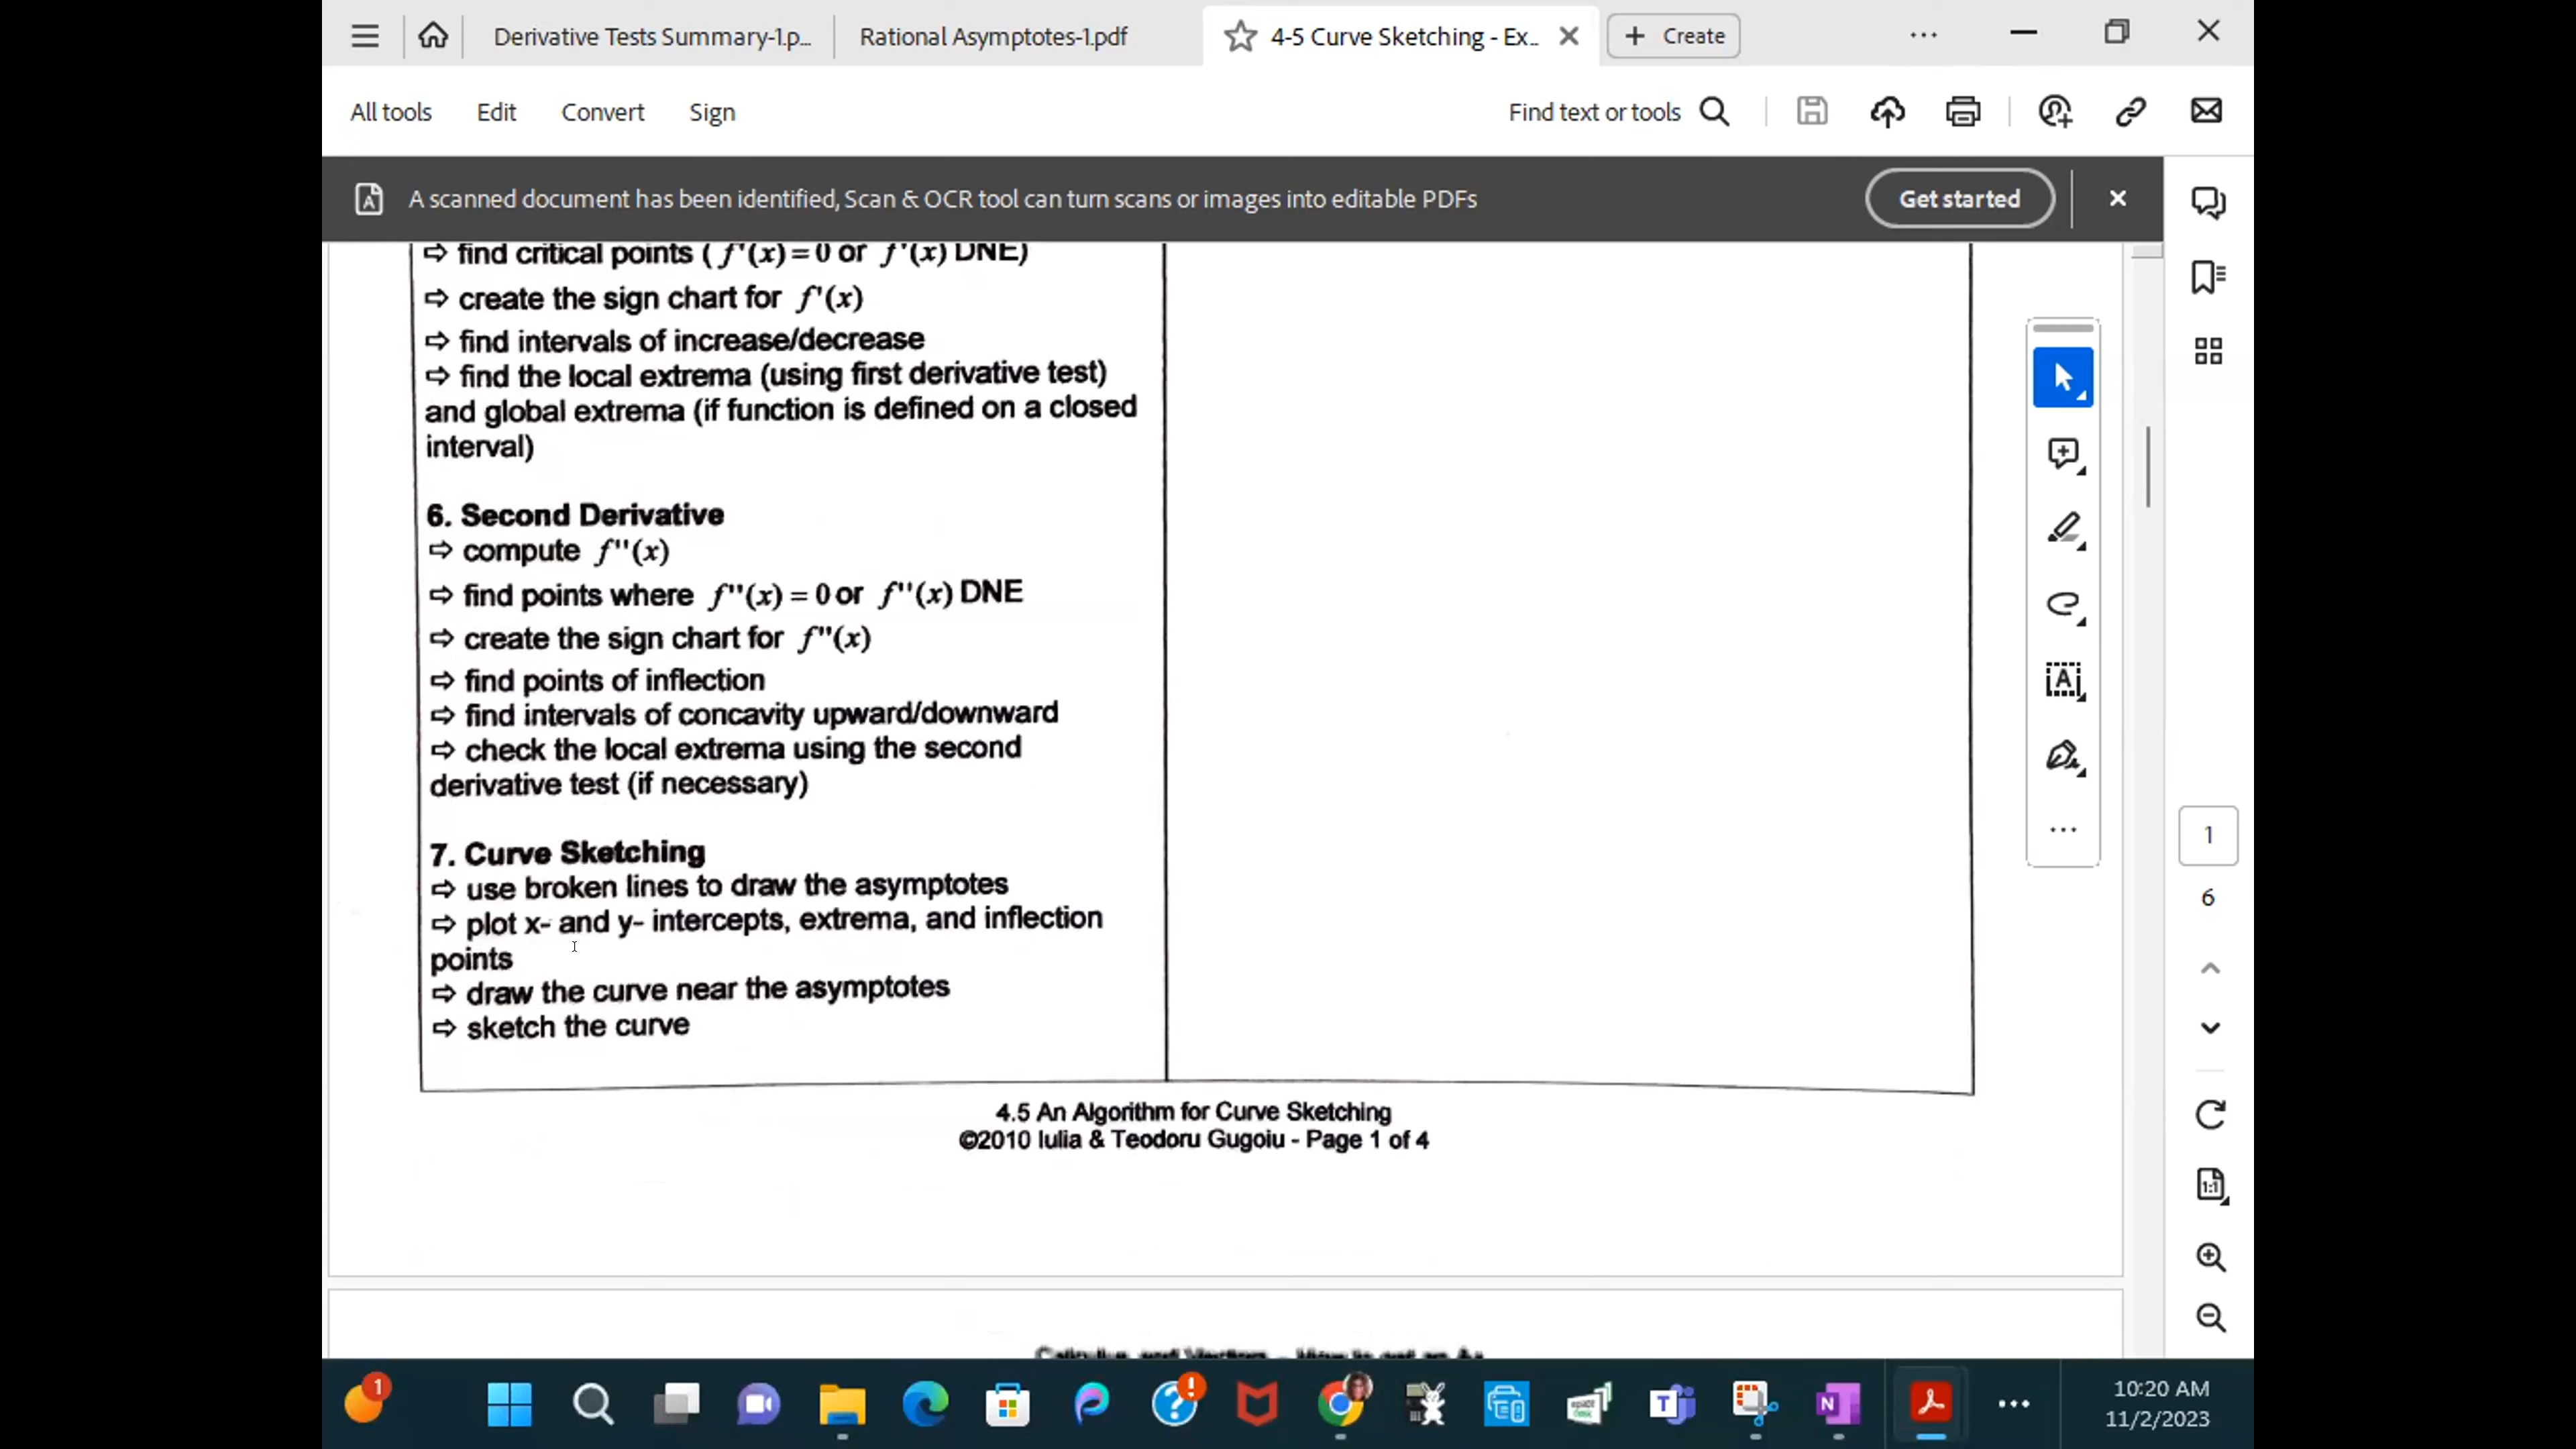 Derivative Tests Summary-1.p...
Rational Asymptotes-1.pdf
4-5 Curve Sketching - Ex...
Create
All tools
Edit
Convert
Sign
Find text or tools
A scanned document has been identified, Scan & OCR tool can turn scans or images into editable PDFs
Get started
⇨ find critical points ( f'(x) = 0 or f'(x) DNE)
⇨ create the sign chart for f'(x)
⇨ find intervals of increase/decrease
⇨ find the local extrema (using first derivative test)
and global extrema (if function is defined on a closed
interval)
6. Second Derivative
⇨ compute f''(x)
⇨ find points where f''(x) = 0 or f''(x) DNE
⇨ create the sign chart for f''(x)
⇨ find points of inflection
⇨ find intervals of concavity upward/downward
⇨ check the local extrema using the second
derivative test (if necessary)
7. Curve Sketching
⇨ use broken lines to draw the asymptotes
⇨ plot x- and y- intercepts, extrema, and inflection
points
⇨ draw the curve near the asymptotes
⇨ sketch the curve
4.5 An Algorithm for Curve Sketching
©2010 Iulia & Teodoru Gugoiu - Page 1 of 4
1
6
1
10:20 AM
11/2/2023